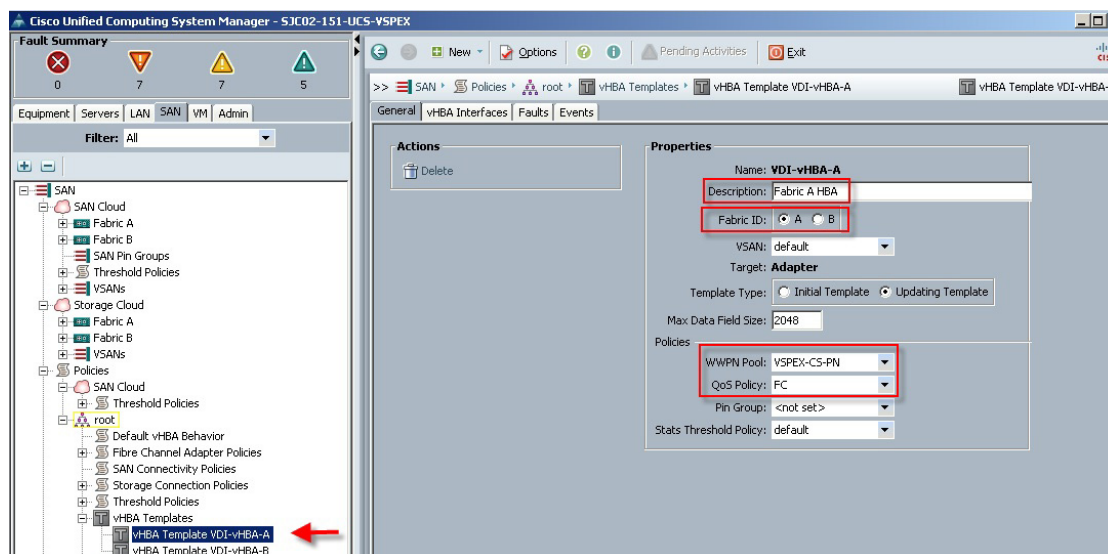 Cisco Unified Computing System Manager - SJC02-151-UCS-VSPEX
Fault Summary
0 7 7 5
New Options Pending Activities Exit
>> SAN Policies root vHBA Templates vHBA Template VDI-vHBA-A vHBA Template VDI-vHBA-
Equipment Servers LAN SAN VM Admin
Filter: All
SAN
SAN Cloud
Fabric A
Fabric B
SAN Pin Groups
Threshold Policies
VSANs
Storage Cloud
Fabric A
Fabric B
VSANs
Policies
SAN Cloud
Threshold Policies
root
Default vHBA Behavior
Fibre Channel Adapter Policies
SAN Connectivity Policies
Storage Connection Policies
Threshold Policies
vHBA Templates
vHBA Template VDI-vHBA-A
vHBA Template VDI-vHBA-B
General vHBA Interfaces Faults Events
Actions
Delete
Properties
Name: VDI-vHBA-A
Description: Fabric A HBA
Fabric ID: A B
VSAN: default
Target: Adapter
Template Type: Initial Template Updating Template
Max Data Field Size: 2048
Policies
WWPN Pool: VSPEX-CS-PN
QoS Policy: FC
Pin Group: <not set>
Stats Threshold Policy: default